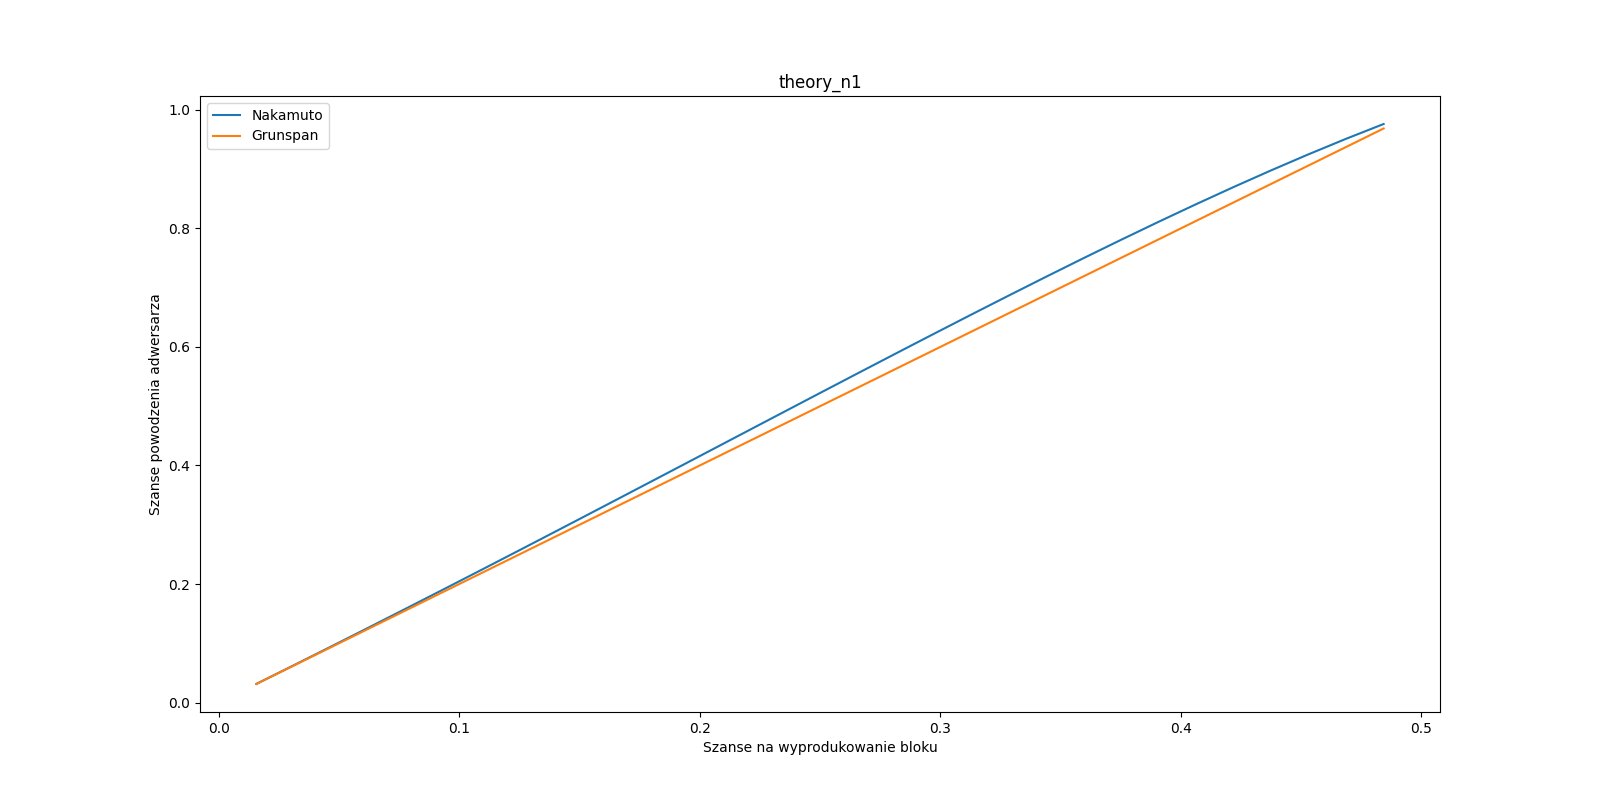 theory_n1
Nakamuto
Grunspan
1.0
0.8
0.6
0.4
0.2
0.0
Szanse powodzenia adwersarza
0.0 0.1 0.2 0.3 0.4 0.5
Szanse na wyprodukowanie bloku